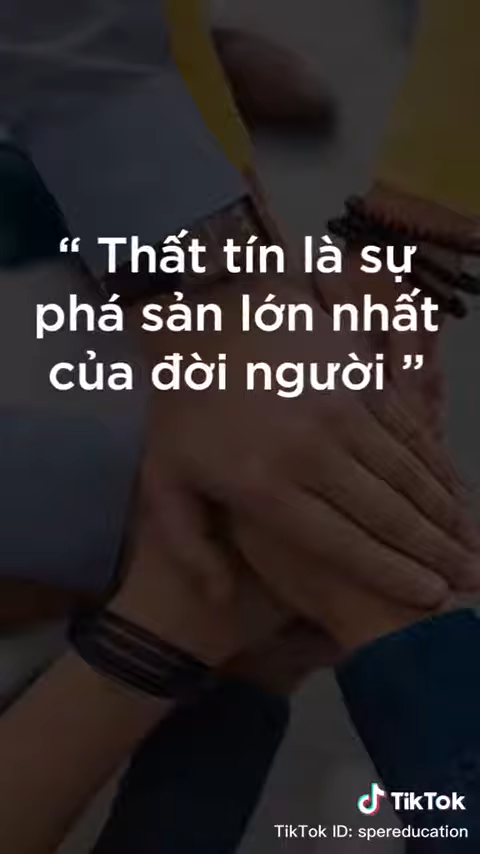 “ Thất tín là sự
phá sản lớn nhất
của đời người ”
TikTok
TikTok ID: spereducation